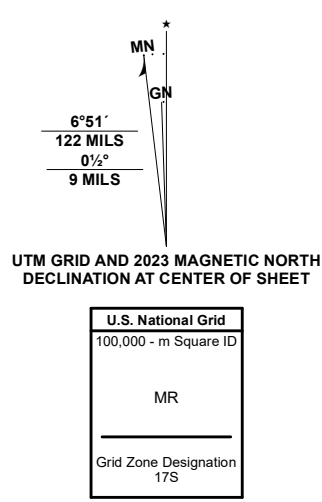 MN
GN
6°51´
122 MILS
0½°
9 MILS
UTM GRID AND 2023 MAGNETIC NORTH
DECLINATION AT CENTER OF SHEET
U.S. National Grid
100,000 - m Square ID
MR
Grid Zone Designation
17S